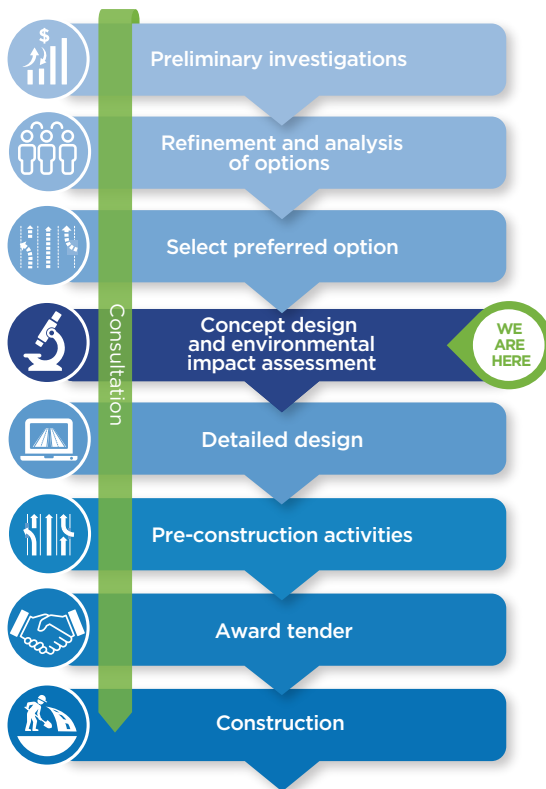 $
Preliminary investigations
Refinement and analysis
of options
Select preferred option
Consultation
Concept design
and environmental
impact assessment
WE
ARE
HERE
Detailed design
Pre-construction activities
Award tender
Construction